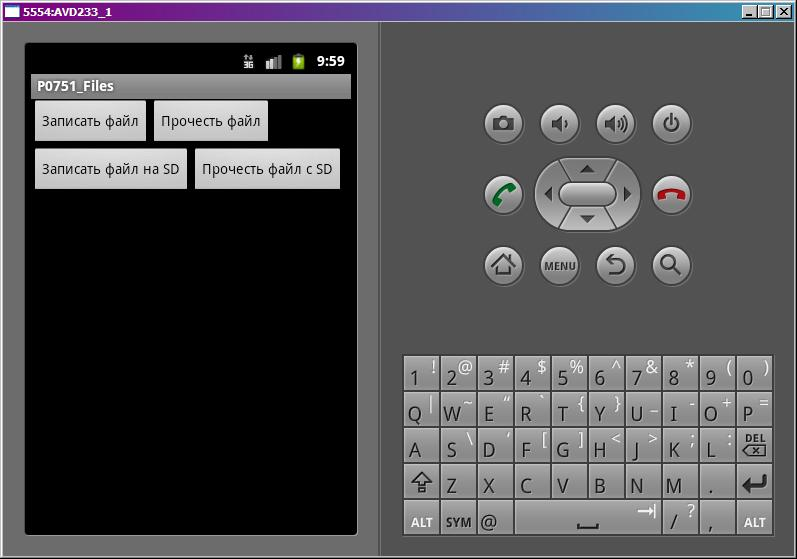 5554:AVD233_1
3G 9:59
P0751_Files
Записать файл Прочесть файл
Записать файл на SD Прочесть файл с SD
MENU
1 ! 2 @ 3 # 4 $ 5 % 6 ^ 7 & 8 * 9 ( 0 )
Q | W ~ E “ R ` T { Y } U _ I - O + P =
A S \ D ‘ F [ G ] H < J > K ; L : DEL
Z X C V B N M .
ALT SYM @ / ? , ALT